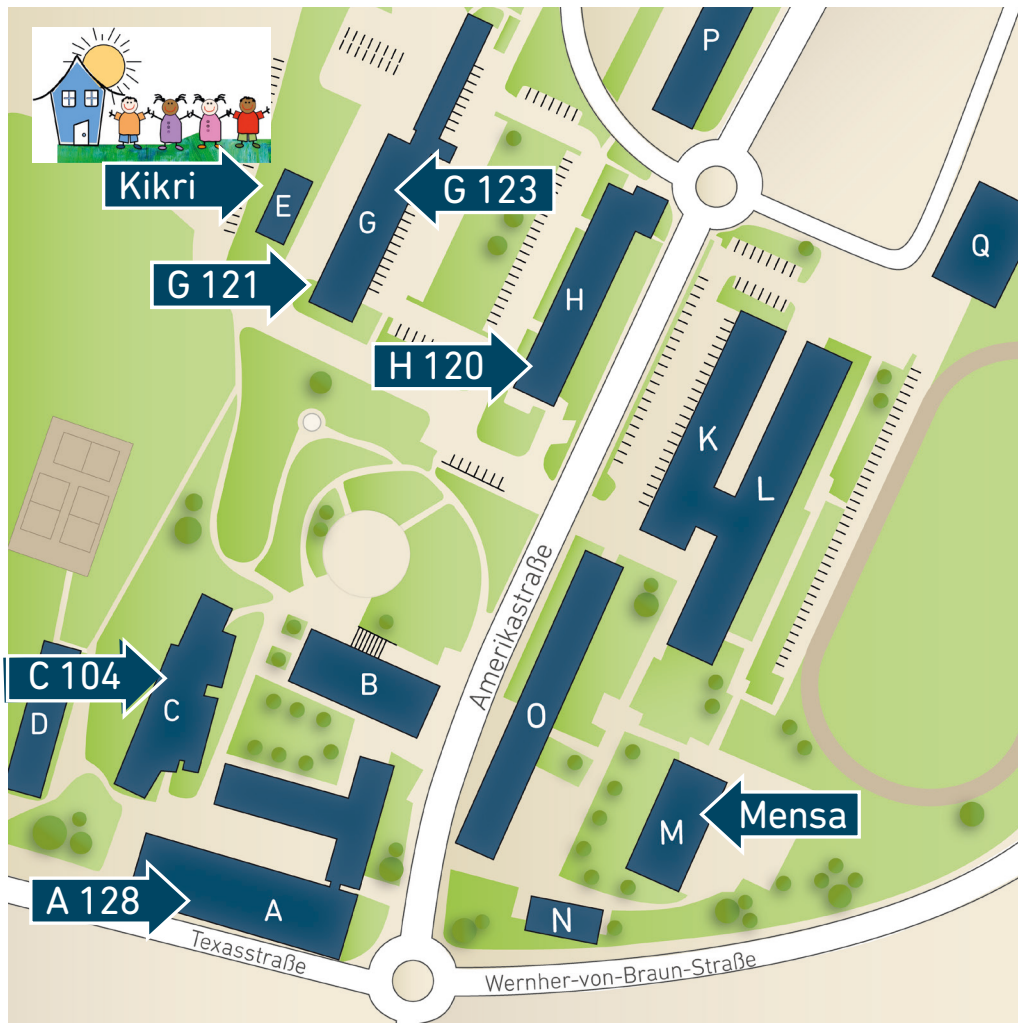 P
Kikri
E
G 123
G
Q
G 121
H
H 120
K
L
Amerikastraße
C 104
D
C
B
O
Mensa
M
A 128
A
N
Texasstraße
Wernher-von-Braun-Straße